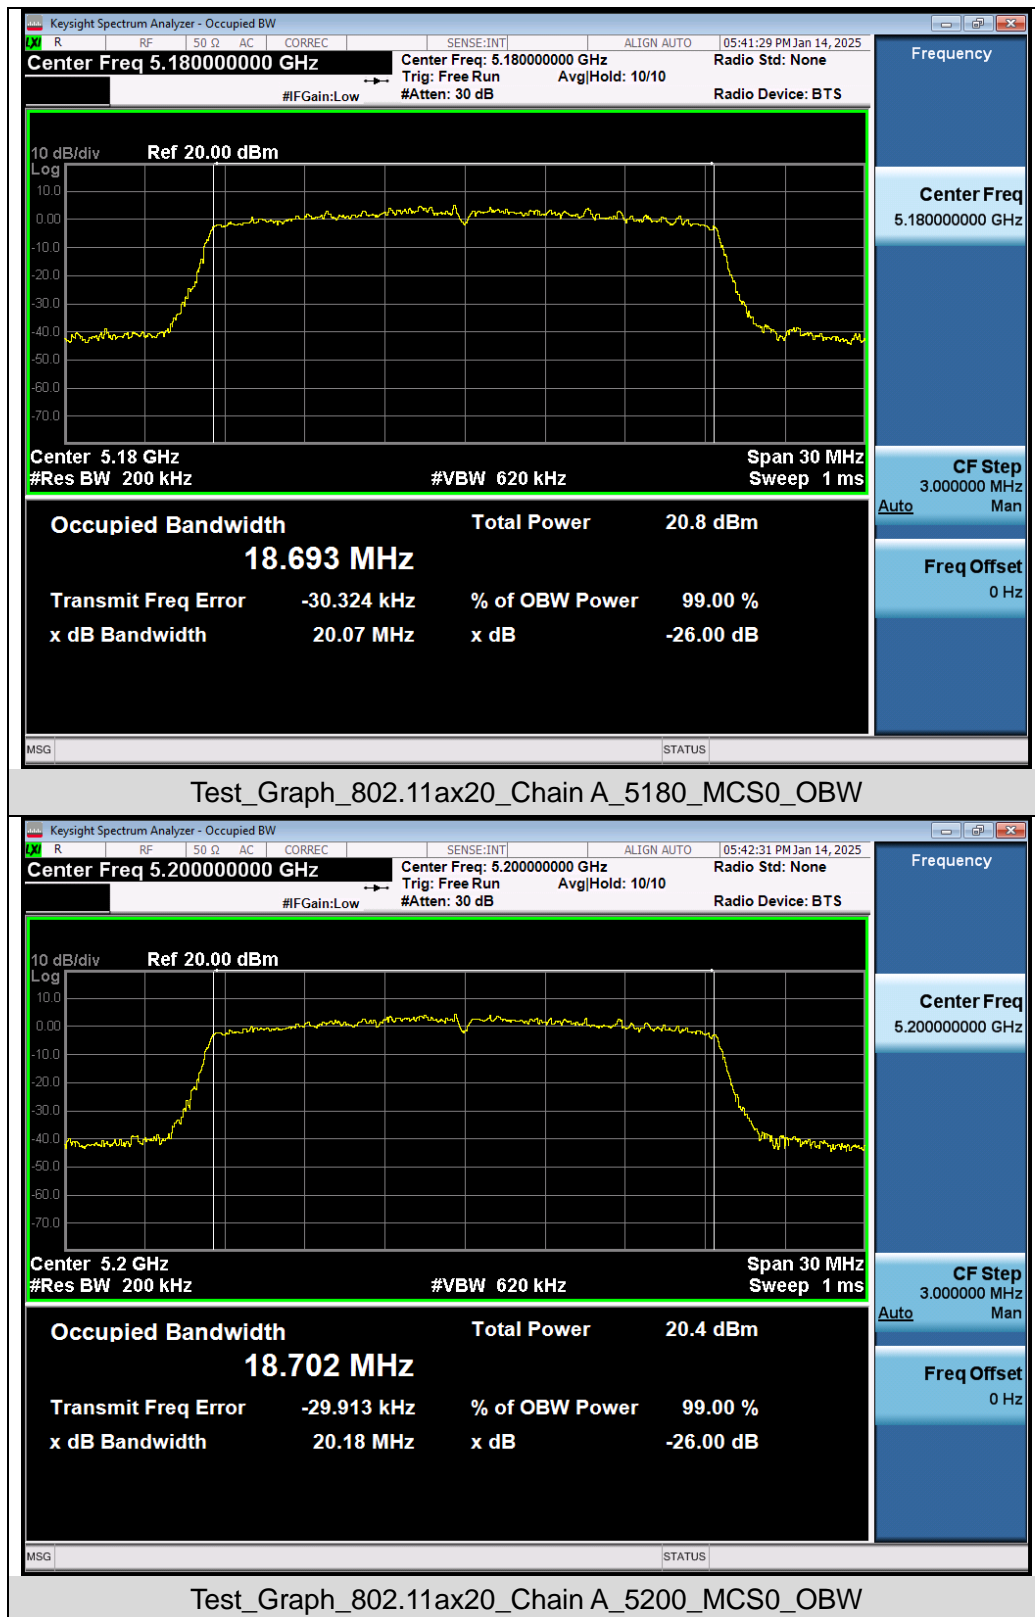 Keysight Spectrum Analyzer - Occupied BW
LXI R RF 50 Ω AC CORREC SENSE:INT ALIGN AUTO 05:41:29 PM Jan 14, 2025
Center Freq 5.180000000 GHz
Center Freq: 5.180000000 GHz
Radio Std: None
Trig: Free Run Avg|Hold: 10/10
#IFGain:Low
#Atten: 30 dB
Radio Device: BTS
Frequency
10 dB/div Ref 20.00 dBm
Log
10.0
0.00
-10.0
-20.0
-30.0
-40.0
-50.0
-60.0
-70.0
Center 5.18 GHz Span 30 MHz
#Res BW 200 kHz #VBW 620 kHz Sweep 1 ms
Center Freq
5.180000000 GHz
CF Step
3.000000 MHz
Auto Man
Freq Offset
0 Hz
Occupied Bandwidth Total Power 20.8 dBm
18.693 MHz
Transmit Freq Error -30.324 kHz % of OBW Power 99.00 %
x dB Bandwidth 20.07 MHz x dB -26.00 dB
MSG STATUS
Test_Graph_802.11ax20_Chain A_5180_MCS0_OBW
Keysight Spectrum Analyzer - Occupied BW
LXI R RF 50 Ω AC CORREC SENSE:INT ALIGN AUTO 05:42:31 PM Jan 14, 2025
Center Freq 5.200000000 GHz
Center Freq: 5.200000000 GHz
Radio Std: None
Trig: Free Run Avg|Hold: 10/10
#IFGain:Low
#Atten: 30 dB
Radio Device: BTS
Frequency
10 dB/div Ref 20.00 dBm
Log
10.0
0.00
-10.0
-20.0
-30.0
-40.0
-50.0
-60.0
-70.0
Center 5.2 GHz Span 30 MHz
#Res BW 200 kHz #VBW 620 kHz Sweep 1 ms
Center Freq
5.200000000 GHz
CF Step
3.000000 MHz
Auto Man
Freq Offset
0 Hz
Occupied Bandwidth Total Power 20.4 dBm
18.702 MHz
Transmit Freq Error -29.913 kHz % of OBW Power 99.00 %
x dB Bandwidth 20.18 MHz x dB -26.00 dB
MSG STATUS
Test_Graph_802.11ax20_Chain A_5200_MCS0_OBW